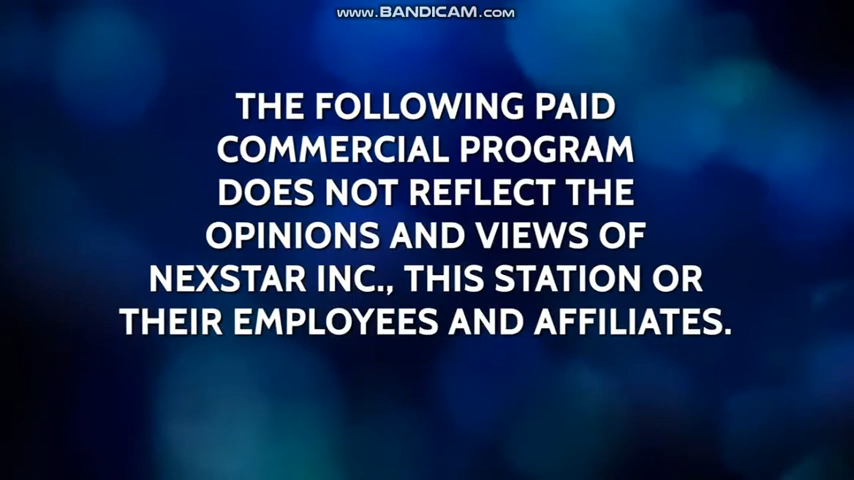 www.BANDICAM.com
THE FOLLOWING PAID
COMMERCIAL PROGRAM
DOES NOT REFLECT THE
OPINIONS AND VIEWS OF
NEXSTAR INC., THIS STATION OR
THEIR EMPLOYEES AND AFFILIATES.